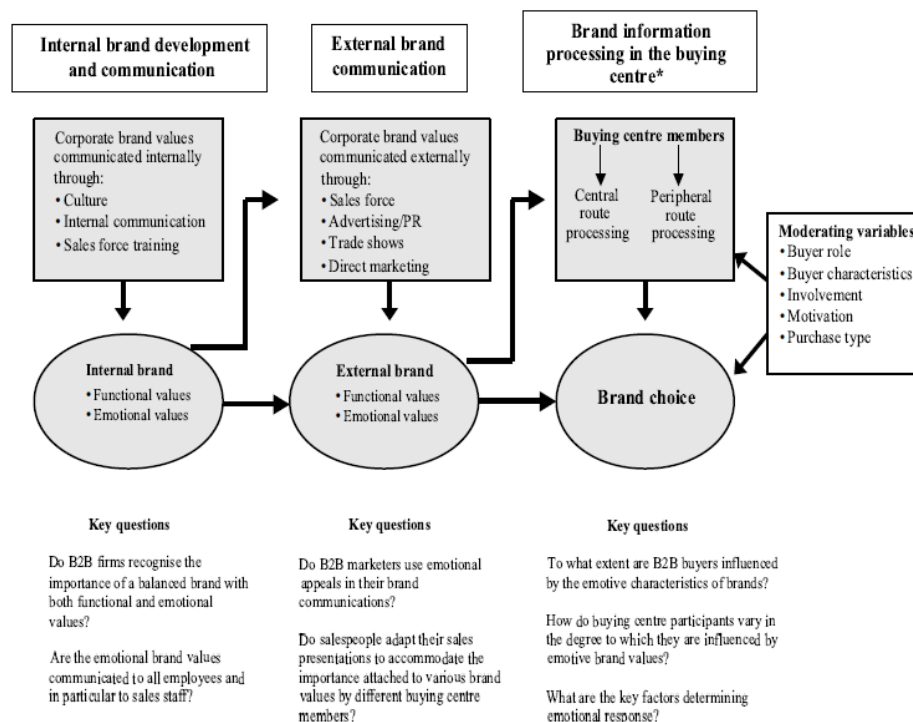 Internal brand development
and communication
External brand
communication
Brand information
processing in the buying
centre*
Corporate brand values
communicated internally
through:
• Culture
• Internal communication
• Sales force training
Corporate brand values
communicated externally
through:
• Sales force
• Advertising/PR
• Trade shows
• Direct marketing
Buying centre members
Central
route
processing
Peripheral
route
processing
Moderating variables
• Buyer role
• Buyer characteristics
• Involvement
• Motivation
• Purchase type
Internal brand
• Functional values
• Emotional values
External brand
• Functional values
• Emotional values
Brand choice
Key questions
Do B2B firms recognise the
importance of a balanced brand with
both functional and emotional
values?
Are the emotional brand values
communicated to all employees and
in particular to sales staff?
Key questions
Do B2B marketers use emotional
appeals in their brand
communications?
Do salespeople adapt their sales
presentations to accommodate the
importance attached to various brand
values by different buying centre
members?
Key questions
To what extent are B2B buyers influenced
by the emotive characteristics of brands?
How do buying centre participants vary in
the degree to which they are influenced by
emotive brand values?
What are the key factors determining
emotional response?